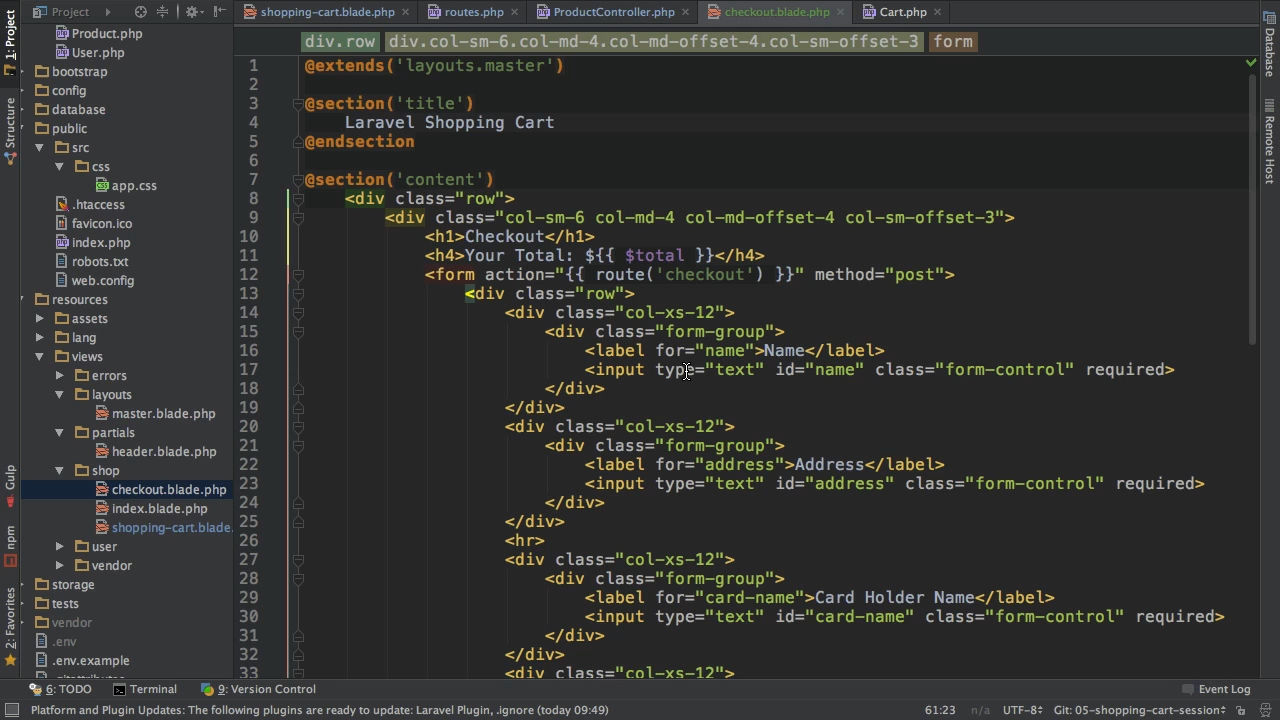 1: Project
Structure
Gulp
npm
2: Favorites
Project
Product.php
User.php
bootstrap
config
database
public
src
css
app.css
.htaccess
favicon.ico
index.php
robots.txt
web.config
resources
assets
lang
views
errors
layouts
master.blade.php
partials
header.blade.php
shop
checkout.blade.php
index.blade.php
shopping-cart.blade.
user
vendor
storage
tests
vendor
.env
.env.example
shopping-cart.blade.php
routes.php
ProductController.php
checkout.blade.php
Cart.php
div.row div.col-sm-6.col-md-4.col-md-offset-4.col-sm-offset-3 form
1 @extends('layouts.master')
2
3 @section('title')
4 Laravel Shopping Cart
5 @endsection
6
7 @section('content')
8 <div class="row">
9 <div class="col-sm-6 col-md-4 col-md-offset-4 col-sm-offset-3">
10 <h1>Checkout</h1>
11 <h4>Your Total: ${{ $total }}</h4>
12 <form action="{{ route('checkout') }}" method="post">
13 <div class="row">
14 <div class="col-xs-12">
15 <div class="form-group">
16 <label for="name">Name</label>
17 <input type="text" id="name" class="form-control" required>
18 </div>
19 </div>
20 <div class="col-xs-12">
21 <div class="form-group">
22 <label for="address">Address</label>
23 <input type="text" id="address" class="form-control" required>
24 </div>
25 </div>
26 <hr>
27 <div class="col-xs-12">
28 <div class="form-group">
29 <label for="card-name">Card Holder Name</label>
30 <input type="text" id="card-name" class="form-control" required>
31 </div>
32 </div>
33 <div class="col-xs-12">
Database
Remote Host
6: TODO
Terminal
9: Version Control
Event Log
Platform and Plugin Updates: The following plugins are ready to update: Laravel Plugin, .ignore (today 09:49)
61:23
n/a
UTF-8
Git: 05-shopping-cart-session